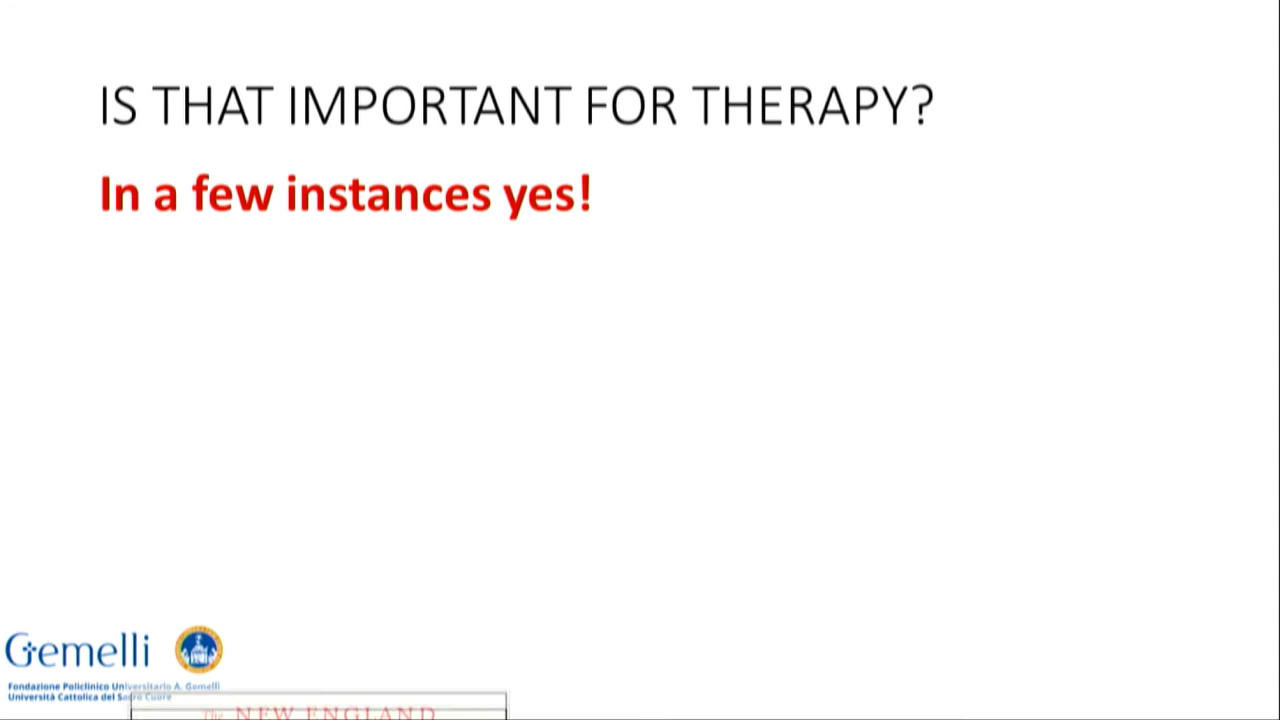 IS THAT IMPORTANT FOR THERAPY?
In a few instances yes!
Gemelli
Fondazione Policlinico Universitario A. Gemelli
Università Cattolica del Sacro Cuore
The NEW ENGLAND